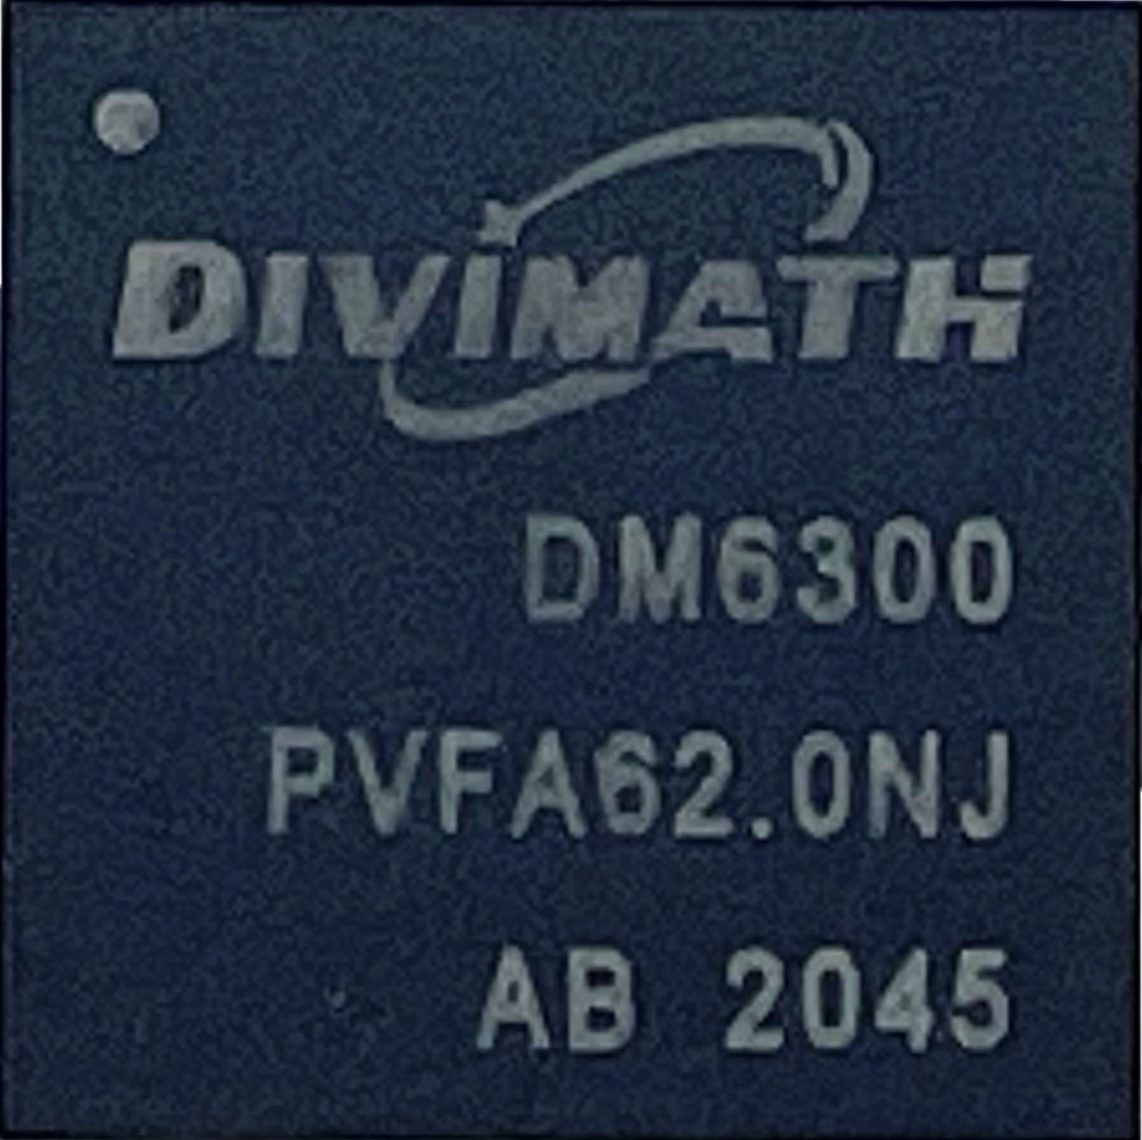 DIVIMATH
DM6300
PVFA62.0NJ
AB 2045